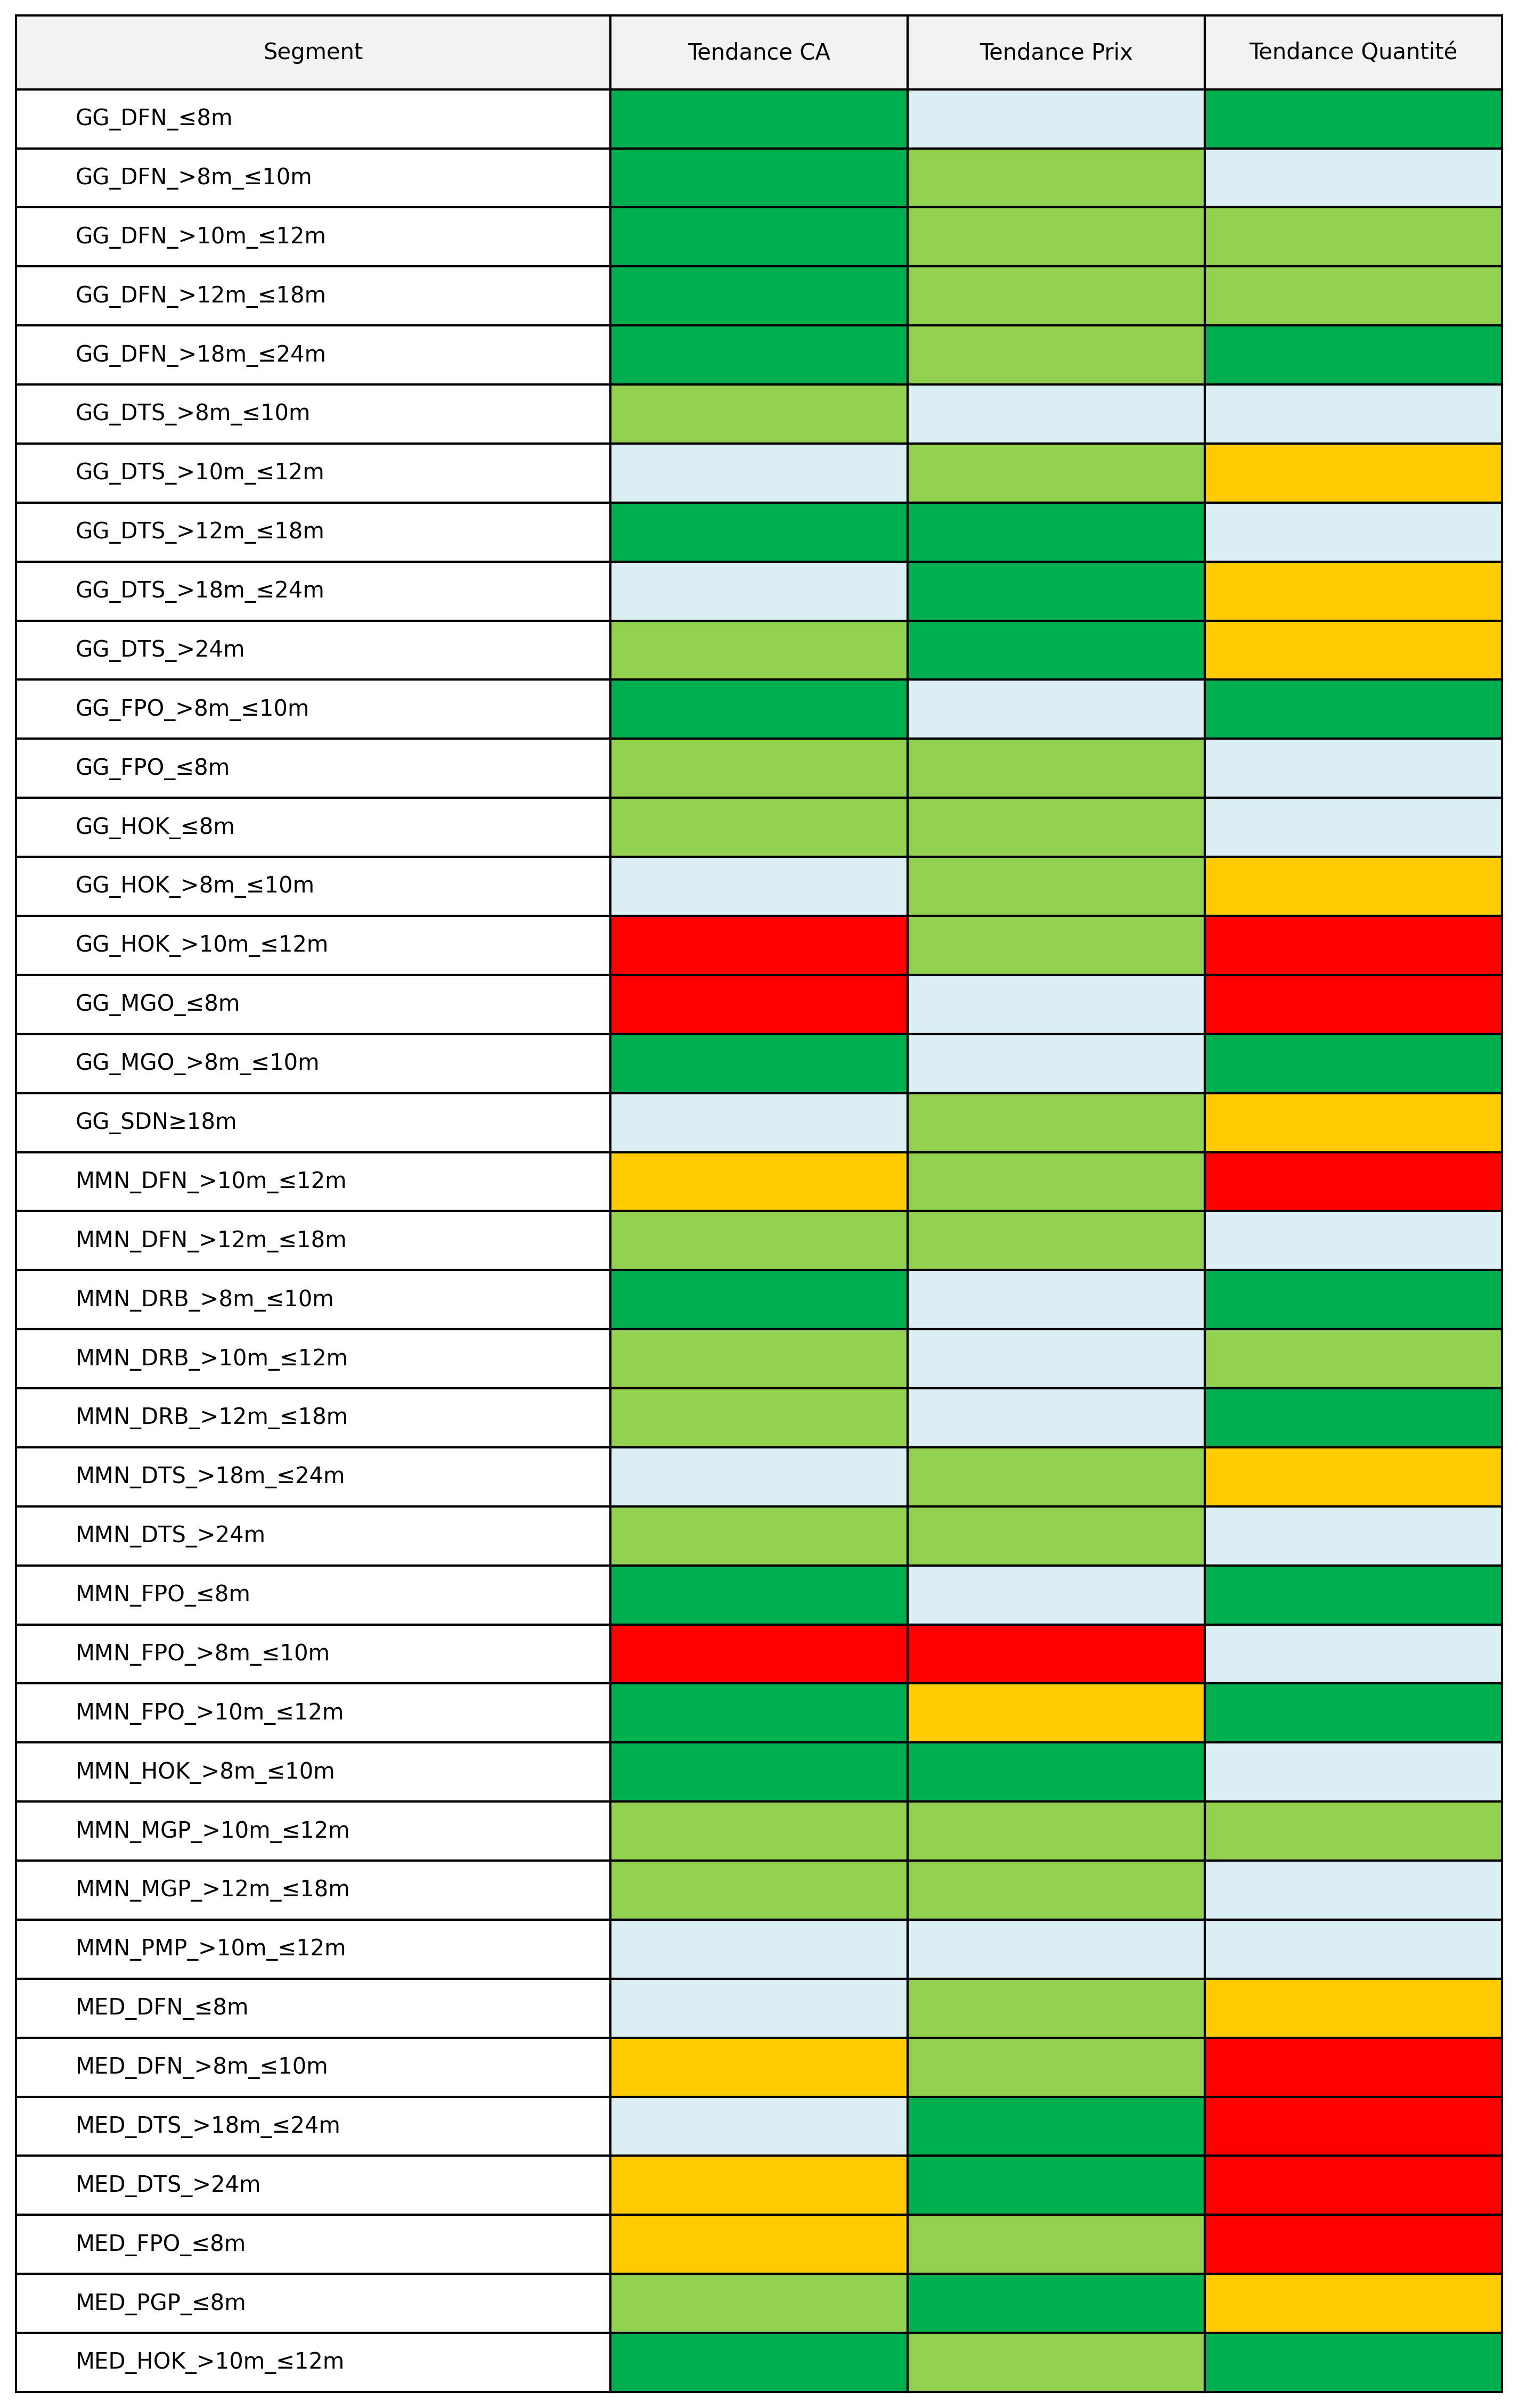 Segment Tendance CA Tendance Prix Tendance Quantité
GG_DFN_≤8m
GG_DFN_>8m_≤10m
GG_DFN_>10m_≤12m
GG_DFN_>12m_≤18m
GG_DFN_>18m_≤24m
GG_DTS_>8m_≤10m
GG_DTS_>10m_≤12m
GG_DTS_>12m_≤18m
GG_DTS_>18m_≤24m
GG_DTS_>24m
GG_FPO_>8m_≤10m
GG_FPO_≤8m
GG_HOK_≤8m
GG_HOK_>8m_≤10m
GG_HOK_>10m_≤12m
GG_MGO_≤8m
GG_MGO_>8m_≤10m
GG_SDN≥18m
MMN_DFN_>10m_≤12m
MMN_DFN_>12m_≤18m
MMN_DRB_>8m_≤10m
MMN_DRB_>10m_≤12m
MMN_DRB_>12m_≤18m
MMN_DTS_>18m_≤24m
MMN_DTS_>24m
MMN_FPO_≤8m
MMN_FPO_>8m_≤10m
MMN_FPO_>10m_≤12m
MMN_HOK_>8m_≤10m
MMN_MGP_>10m_≤12m
MMN_MGP_>12m_≤18m
MMN_PMP_>10m_≤12m
MED_DFN_≤8m
MED_DFN_>8m_≤10m
MED_DTS_>18m_≤24m
MED_DTS_>24m
MED_FPO_≤8m
MED_PGP_≤8m
MED_HOK_>10m_≤12m